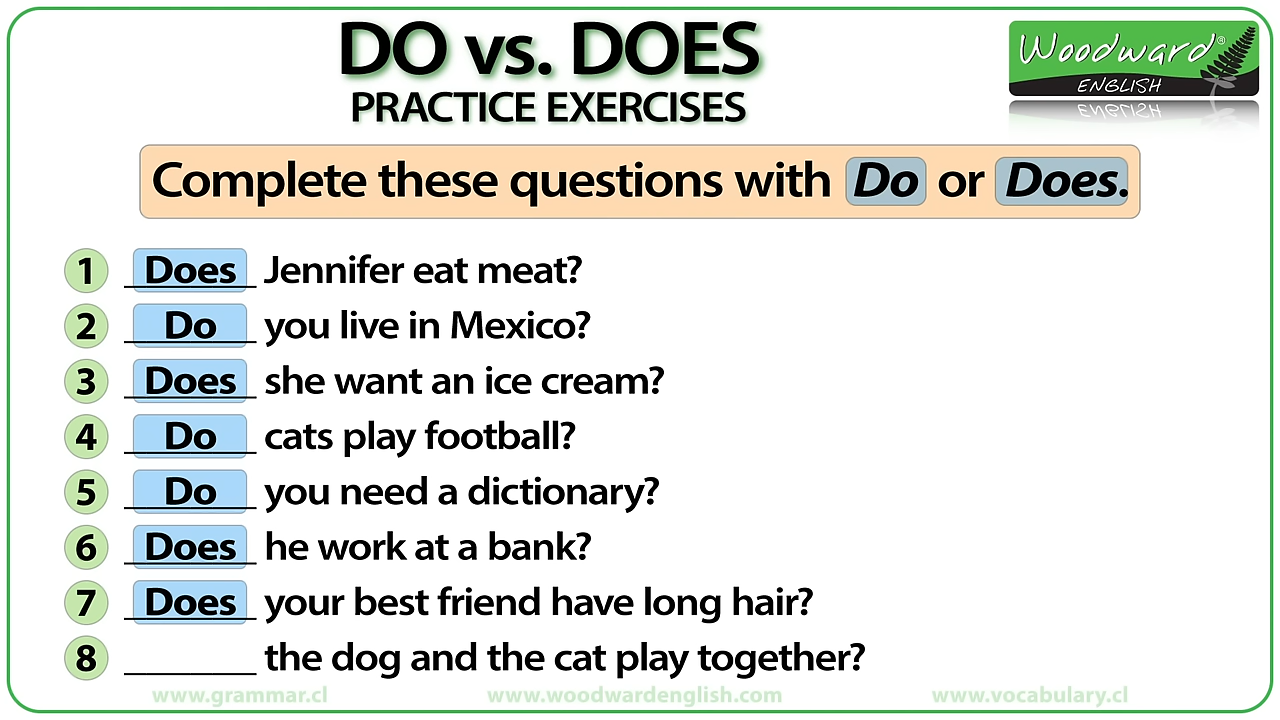 DO vs. DOES
PRACTICE EXERCISES
Woodward®
ENGLISH
Complete these questions with Do or Does.
1 Does Jennifer eat meat?
2 Do you live in Mexico?
3 Does she want an ice cream?
4 Do cats play football?
5 Do you need a dictionary?
6 Does he work at a bank?
7 Does your best friend have long hair?
8 ______ the dog and the cat play together?
www.grammar.cl www.woodwardenglish.com www.vocabulary.cl